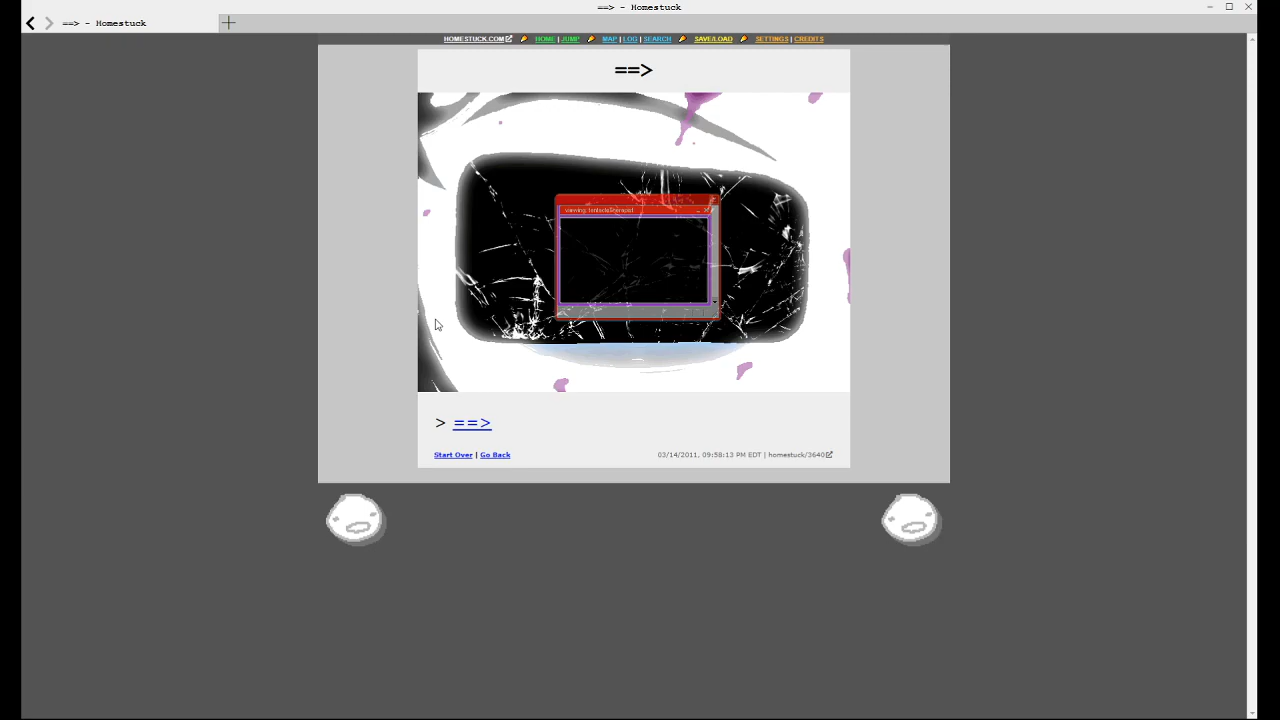 ==> - Homestuck
==> - Homestuck
HOMESTUCK.COM HOME | JUMP MAP | LOG | SEARCH SAVE/LOAD SETTINGS | CREDITS
==>
viewing: tentacleTherapist
> ==>
Start Over | Go Back
03/14/2011, 09:58:13 PM EDT | homestuck/3640